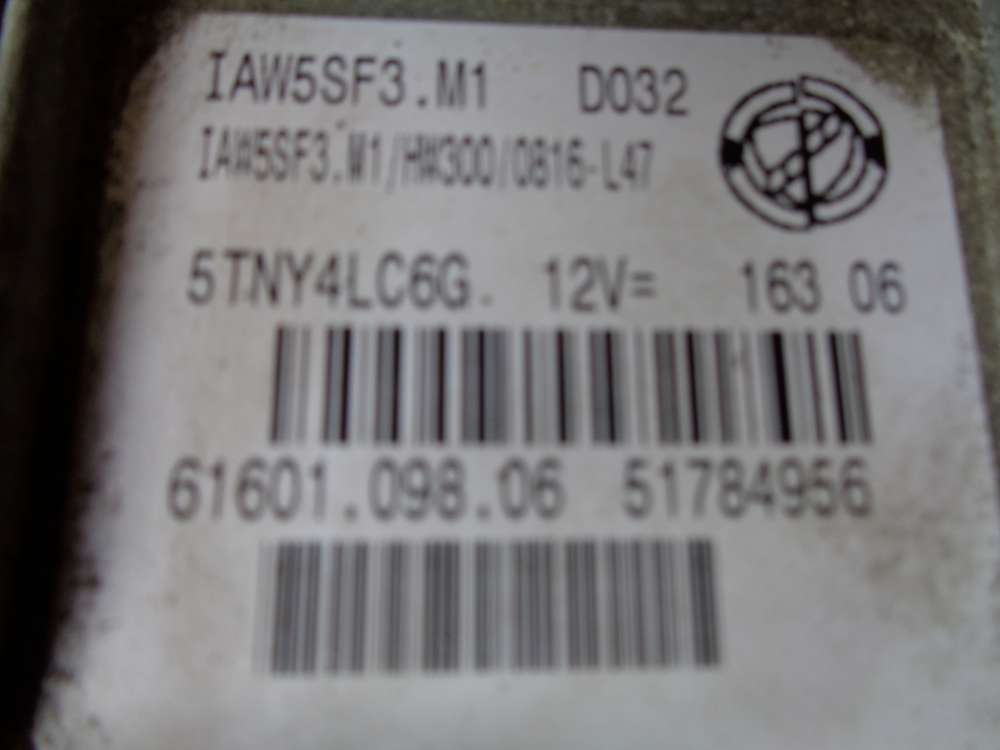 IAW5SF3.M1 D032
IAW5SF3.M1/HW300/0816-L47
5TNY4LC6G. 12V= 163 06
61601.098.06 51784956